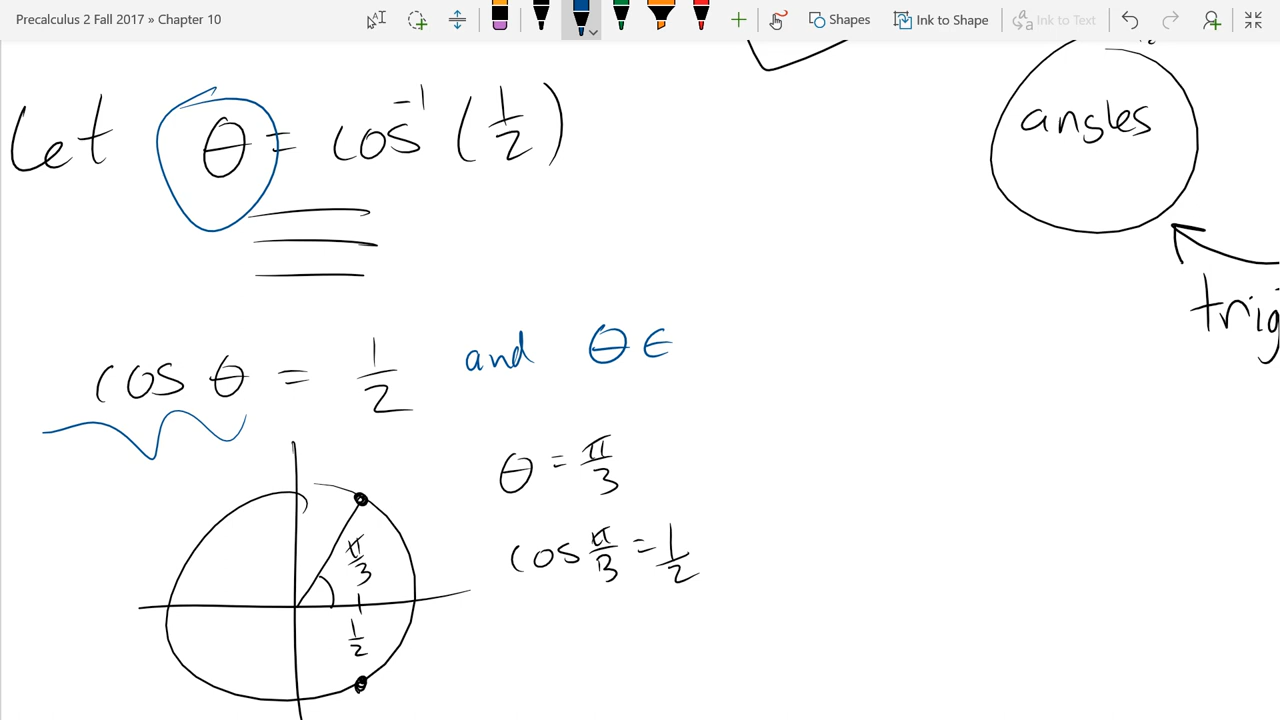 Precalculus 2 Fall 2017 » Chapter 10
Shapes
Ink to Shape
Ink to Text
Let θ = cos⁻¹ (1/2)
angles
trig
cos θ = 1/2 and θ ∈
θ = π/3
cos π/3 = 1/2
π/3
1/2